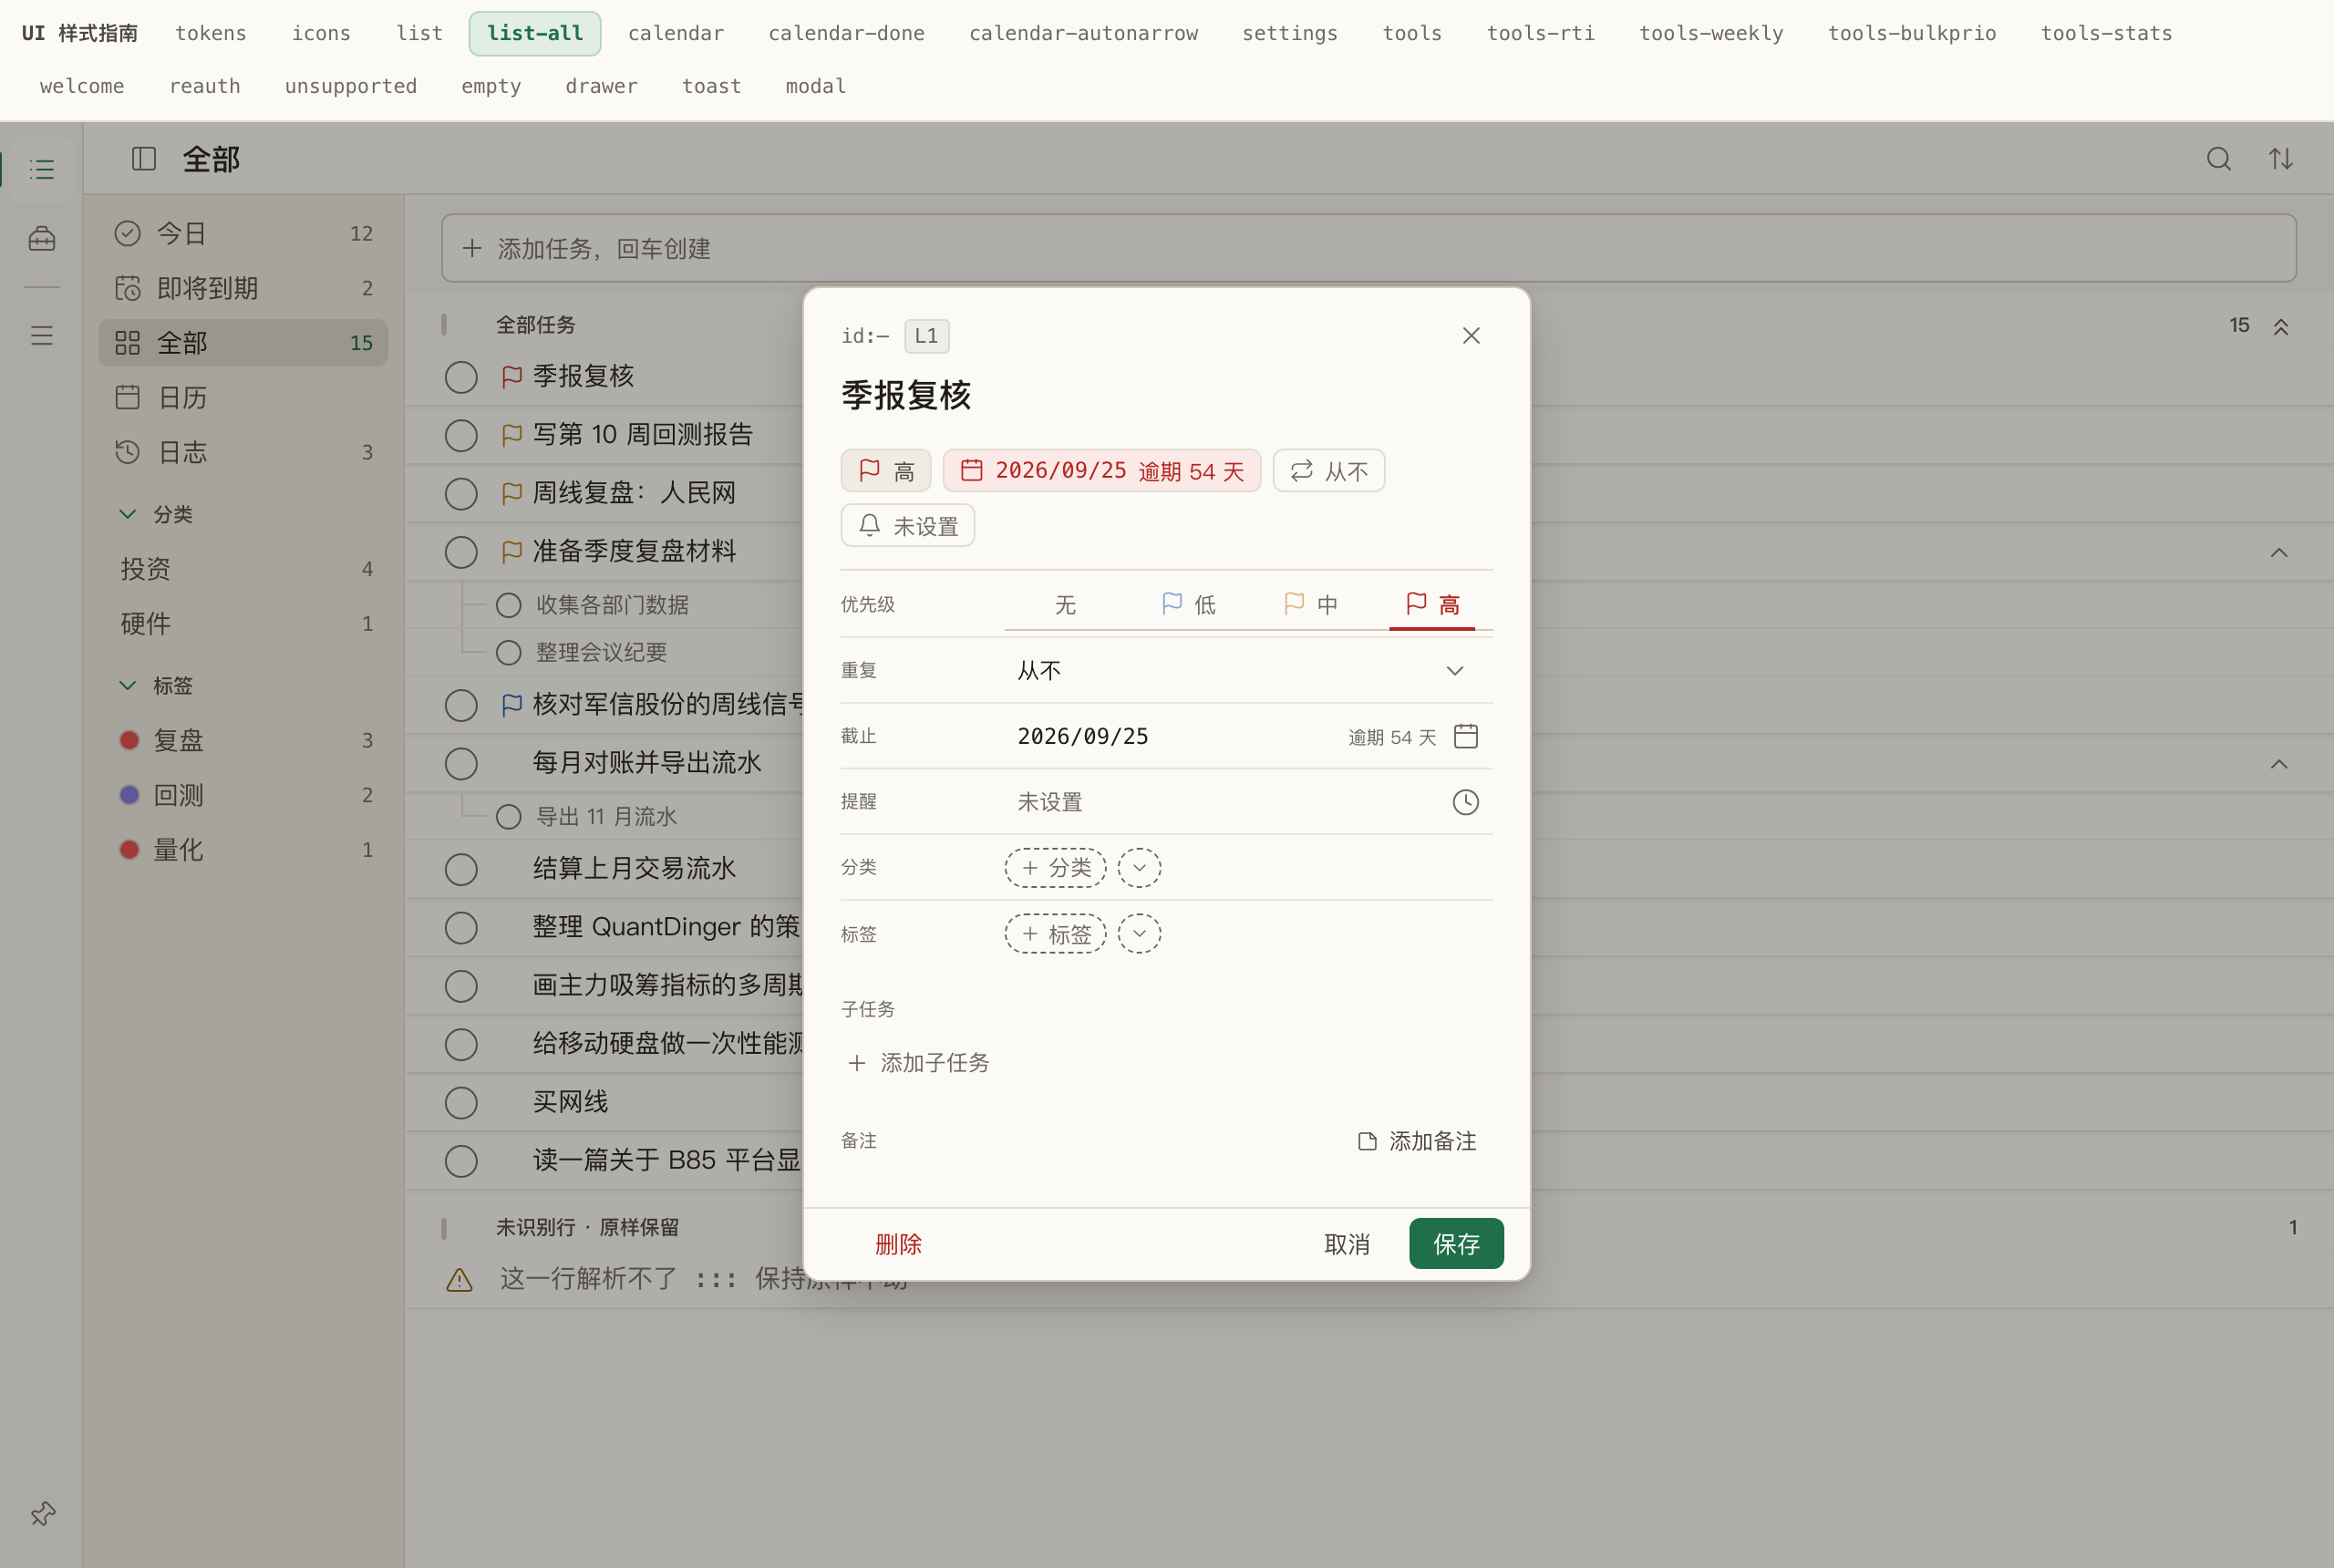 UI 样式指南 tokens icons list list-all calendar calendar-done calendar-autonarrow settings tools tools-rti tools-weekly tools-bulkprio tools-stats
welcome reauth unsupported empty drawer toast modal
全部
今日 12
即将到期 2
全部 15
日历
日志 3
分类
投资 4
硬件 1
标签
复盘 3
回测 2
量化 1
添加任务，回车创建
全部任务 15
季报复核
写第 10 周回测报告
周线复盘：人民网
准备季度复盘材料
收集各部门数据
整理会议纪要
核对军信股份的周线信号
每月对账并导出流水
导出 11 月流水
结算上月交易流水
整理 QuantDinger 的策
画主力吸筹指标的多周期
给移动硬盘做一次性能测
买网线
读一篇关于 B85 平台显
未识别行 · 原样保留 1
这一行解析不了 ::: 保持原样不动
id:— L1
季报复核
高 2026/09/25 逾期 54 天 从不
未设置
优先级 无 低 中 高
重复 从不
截止 2026/09/25 逾期 54 天
提醒 未设置
分类 + 分类
标签 + 标签
子任务
+ 添加子任务
备注 添加备注
删除 取消 保存